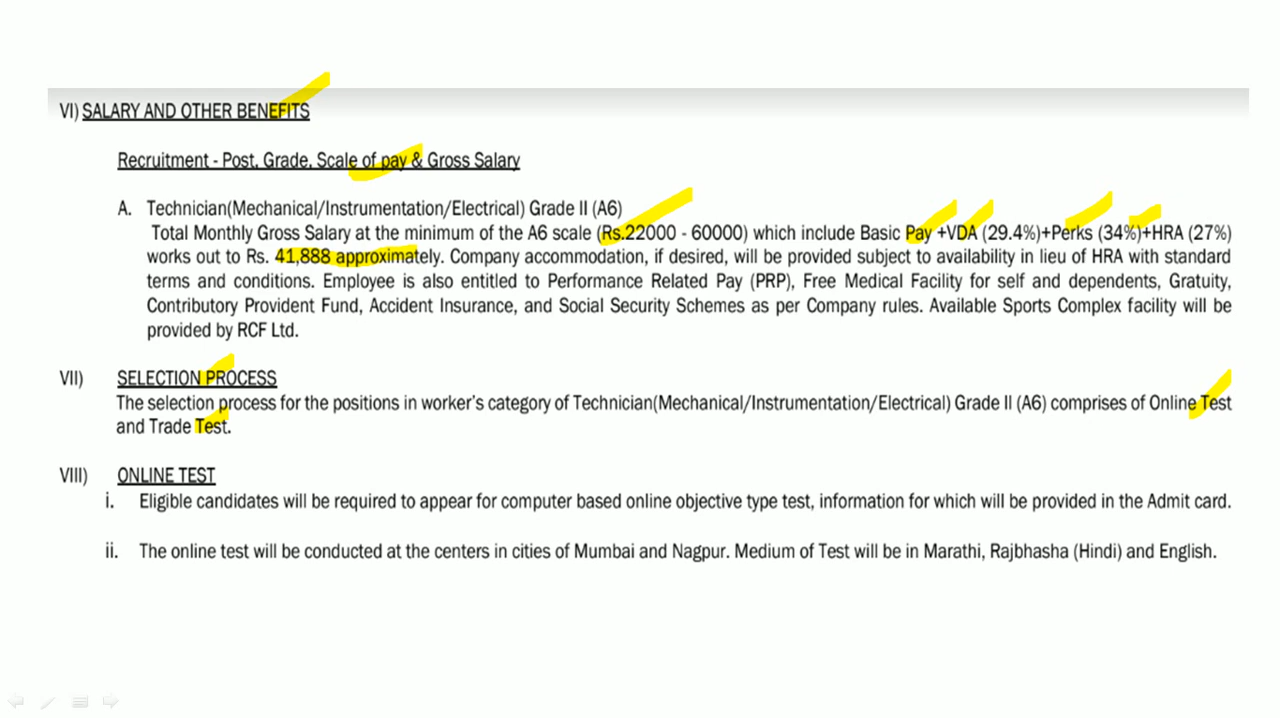 VI) SALARY AND OTHER BENEFITS
Recruitment - Post, Grade, Scale of pay & Gross Salary
A. Technician(Mechanical/Instrumentation/Electrical) Grade II (A6)
Total Monthly Gross Salary at the minimum of the A6 scale (Rs.22000 - 60000) which include Basic Pay +VDA (29.4%)+Perks (34%)+HRA (27%)
works out to Rs. 41,888 approximately. Company accommodation, if desired, will be provided subject to availability in lieu of HRA with standard
terms and conditions. Employee is also entitled to Performance Related Pay (PRP), Free Medical Facility for self and dependents, Gratuity,
Contributory Provident Fund, Accident Insurance, and Social Security Schemes as per Company rules. Available Sports Complex facility will be
provided by RCF Ltd.
VII) SELECTION PROCESS
The selection process for the positions in worker's category of Technician(Mechanical/Instrumentation/Electrical) Grade II (A6) comprises of Online Test
and Trade Test.
VIII) ONLINE TEST
i. Eligible candidates will be required to appear for computer based online objective type test, information for which will be provided in the Admit card.
ii. The online test will be conducted at the centers in cities of Mumbai and Nagpur. Medium of Test will be in Marathi, Rajbhasha (Hindi) and English.